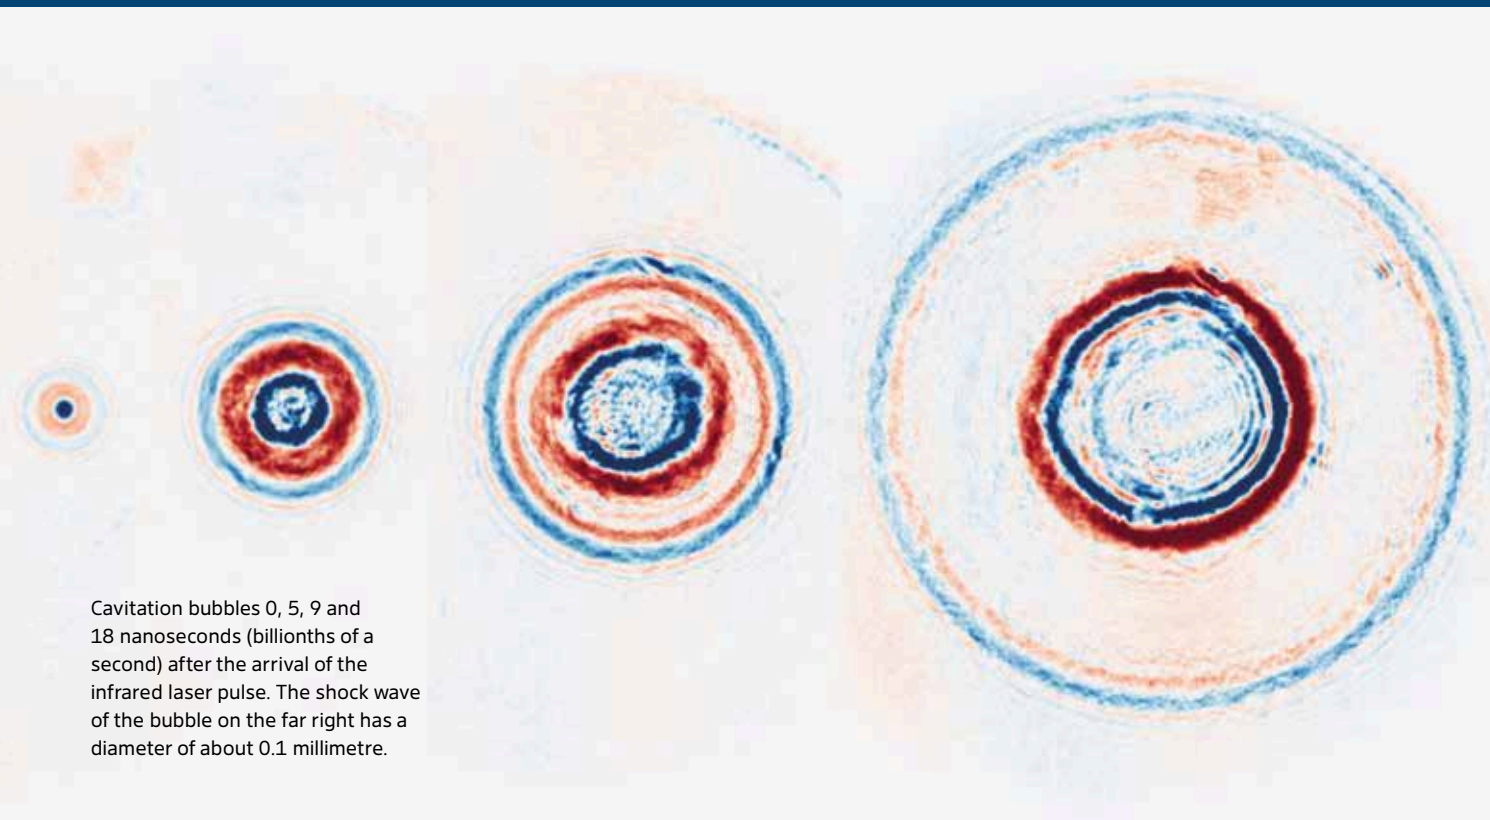 Cavitation bubbles 0, 5, 9 and
18 nanoseconds (billionths of a
second) after the arrival of the
infrared laser pulse. The shock wave
of the bubble on the far right has a
diameter of about 0.1 millimetre.